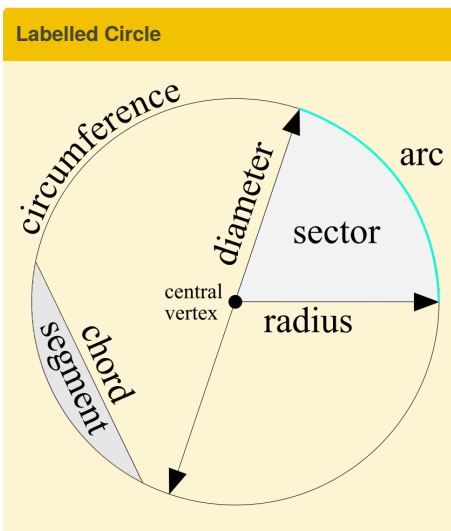 Labelled Circle
circumference
arc
diameter
sector
central
vertex
radius
chord
segment